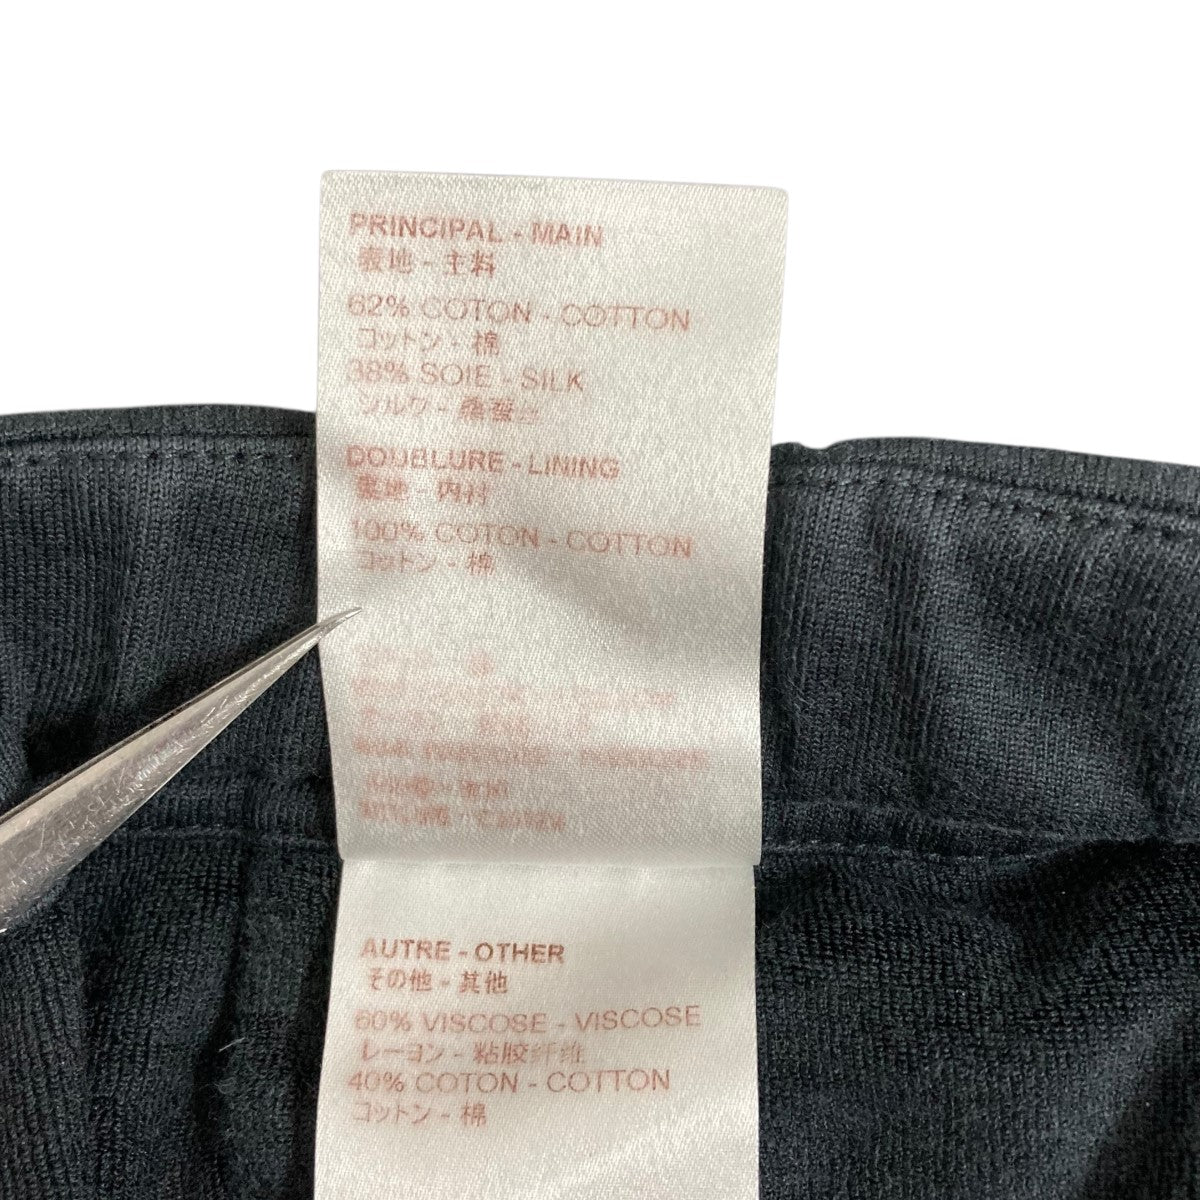 PRINCIPAL - MAIN
表地 - 主料
62% COTON - COTTON
コットン - 棉
38% SOIE - SILK
シルク - 桑蚕丝
DOUBLURE - LINING
裏地 - 内衬
100% COTON - COTTON
コットン - 棉
AUTRE - OTHER
その他 - 其他
60% VISCOSE - VISCOSE
レーヨン - 粘胶纤维
40% COTON - COTTON
コットン - 棉